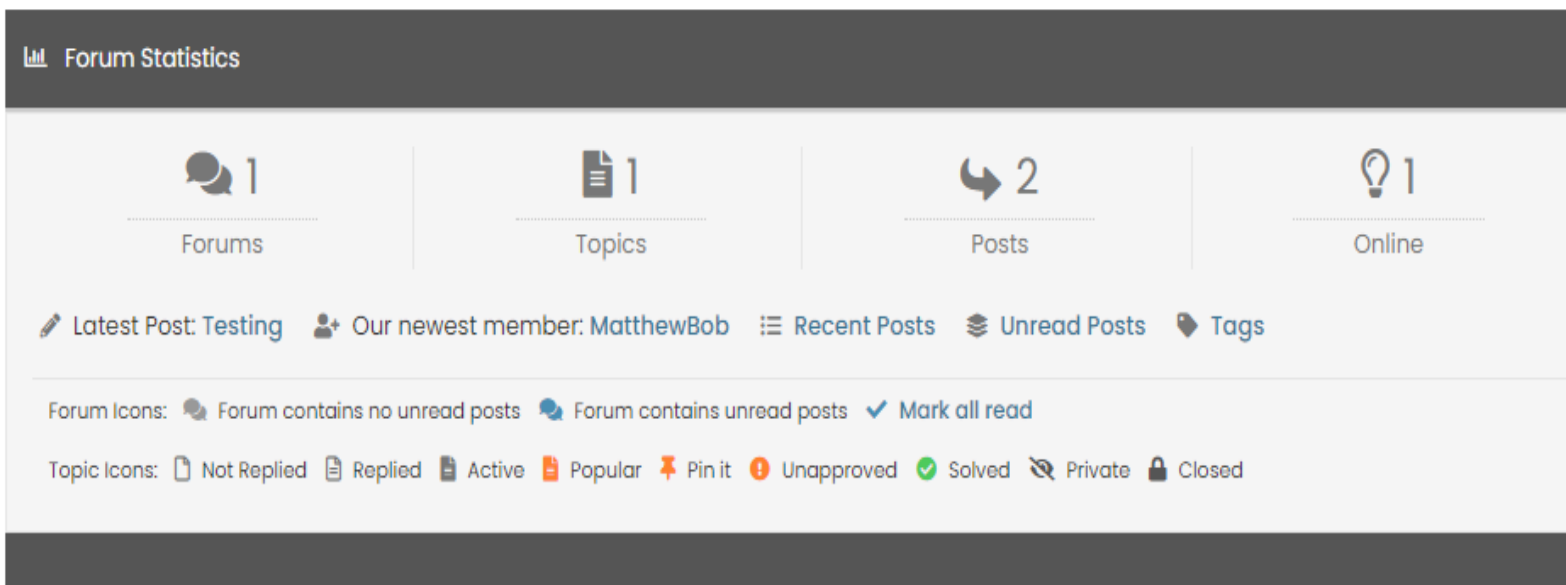 Forum Statistics
1 1 2 1
Forums Topics Posts Online
Latest Post: Testing Our newest member: MatthewBob Recent Posts Unread Posts Tags
Forum Icons: Forum contains no unread posts Forum contains unread posts Mark all read
Topic Icons: Not Replied Replied Active Popular Pin it Unapproved Solved Private Closed